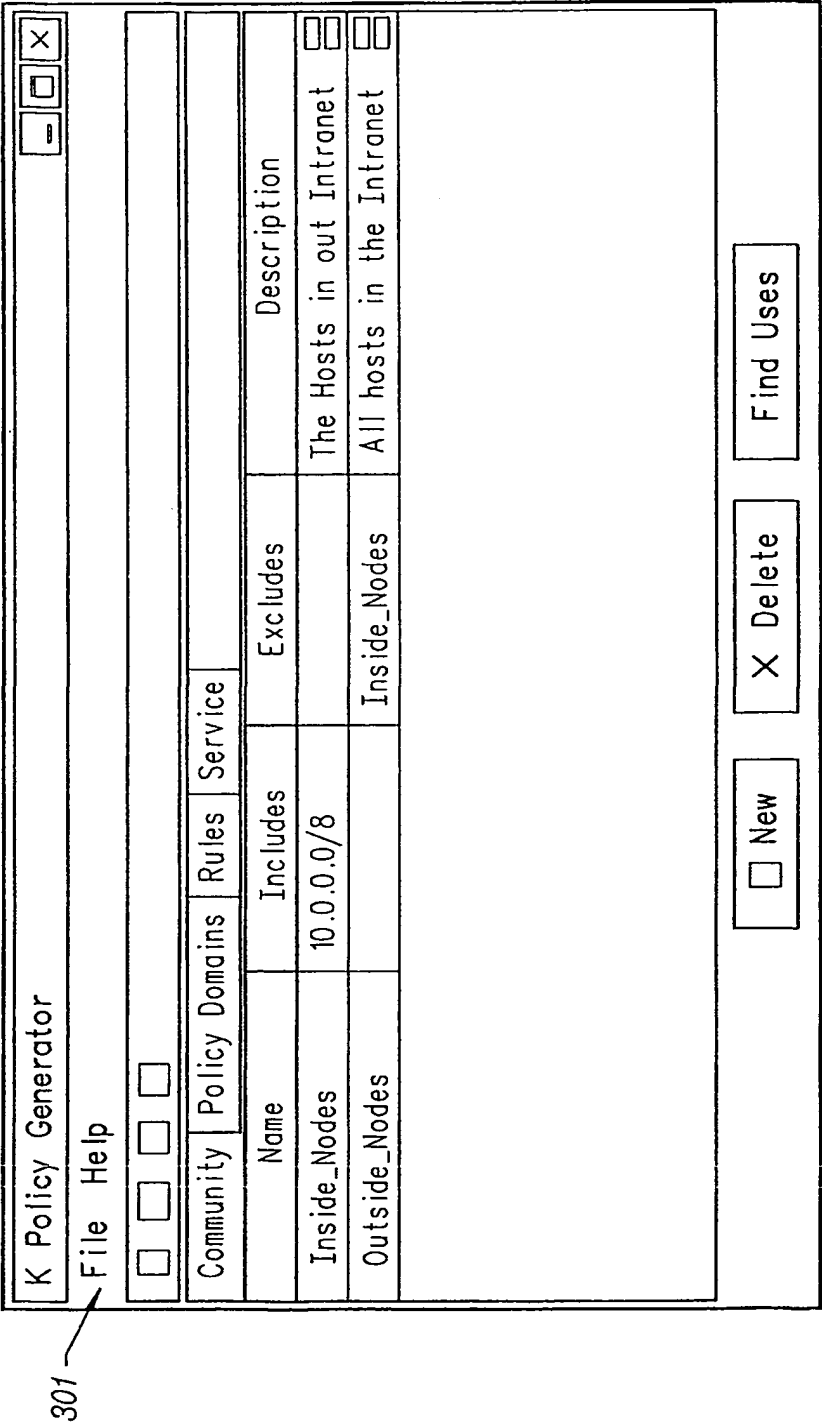 K Policy Generator
301
File Help
Community Policy Domains Rules Service
Name Includes Excludes Description
Inside_Nodes 10.0.0.0/8 The Hosts in out Intranet
Outside_Nodes Inside_Nodes All hosts in the Intranet
New X Delete Find Uses